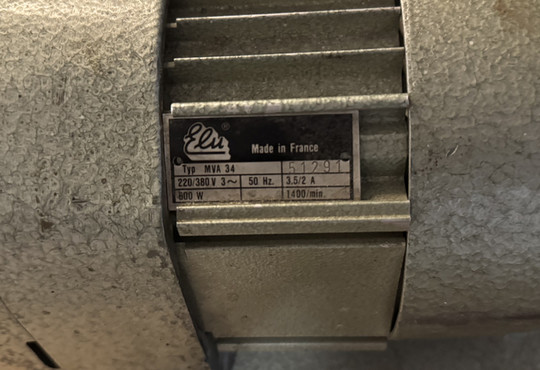 Elu®
Made in France
Typ MVA 34 51291
220/380 V 3~ 50 Hz. 3.5/2 A
800 W 1400/min.